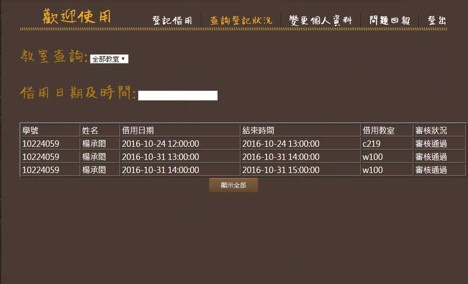 歡迎使用
登記借用 查詢登記狀況 變更個人資料 問題回報 登出
教室查詢: 全部教室
借用日期及時間:
學號 姓名 借用日期 結束時間 借用教室 審核狀況
10224059 楊承閎 2016-10-24 12:00:00 2016-10-24 13:00:00 c219 審核通過
10224059 楊承閎 2016-10-31 13:00:00 2016-10-31 14:00:00 w100 審核通過
10224059 楊承閎 2016-10-31 14:00:00 2016-10-31 15:00:00 w100 審核通過
顯示全部